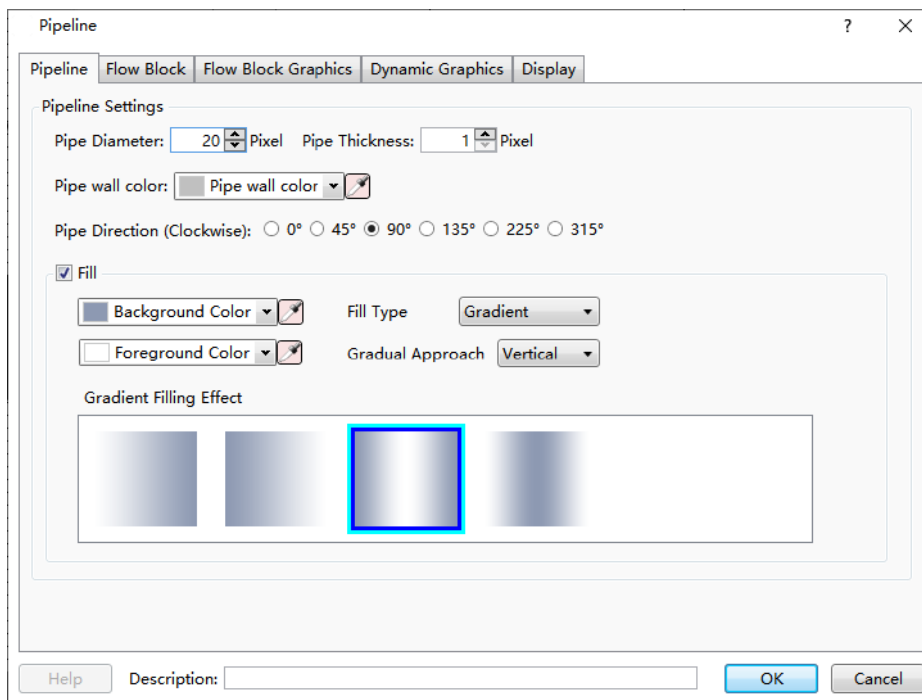 Pipeline ?
Pipeline Flow Block Flow Block Graphics Dynamic Graphics Display
Pipeline Settings
Pipe Diameter: 20 Pixel Pipe Thickness: 1 Pixel
Pipe wall color: Pipe wall color
Pipe Direction (Clockwise): 0° 45° 90° 135° 225° 315°
Fill
Background Color Fill Type Gradient
Foreground Color Gradual Approach Vertical
Gradient Filling Effect
Help Description: OK Cancel